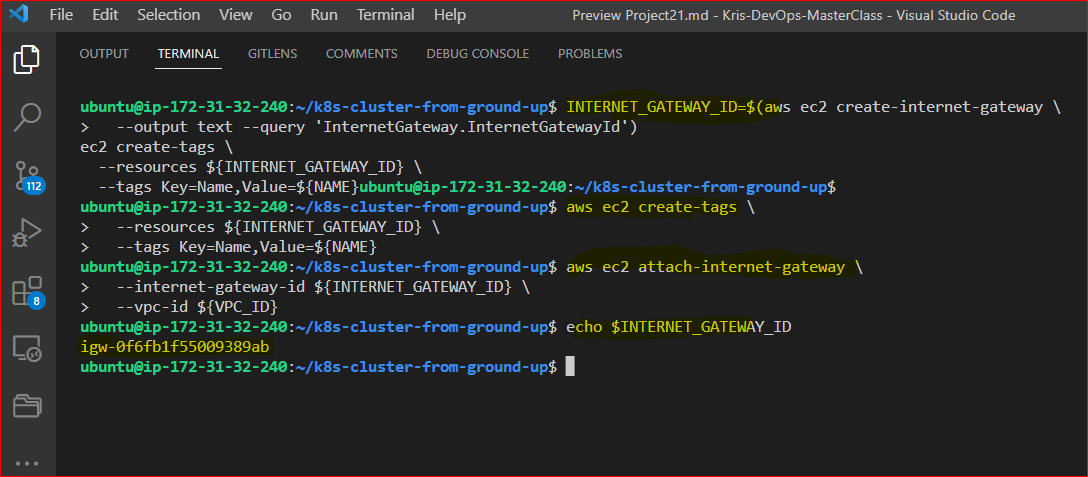 File Edit Selection View Go Run Terminal Help Preview Project21.md - Kris-DevOps-MasterClass - Visual Studio Code
OUTPUT TERMINAL GITLENS COMMENTS DEBUG CONSOLE PROBLEMS
ubuntu@ip-172-31-32-240:~/k8s-cluster-from-ground-up$ INTERNET_GATEWAY_ID=$(aws ec2 create-internet-gateway \
>   --output text --query 'InternetGateway.InternetGatewayId')
ec2 create-tags \
  --resources ${INTERNET_GATEWAY_ID} \
  --tags Key=Name,Value=${NAME}ubuntu@ip-172-31-32-240:~/k8s-cluster-from-ground-up$
ubuntu@ip-172-31-32-240:~/k8s-cluster-from-ground-up$ aws ec2 create-tags \
>   --resources ${INTERNET_GATEWAY_ID} \
>   --tags Key=Name,Value=${NAME}
ubuntu@ip-172-31-32-240:~/k8s-cluster-from-ground-up$ aws ec2 attach-internet-gateway \
>   --internet-gateway-id ${INTERNET_GATEWAY_ID} \
>   --vpc-id ${VPC_ID}
ubuntu@ip-172-31-32-240:~/k8s-cluster-from-ground-up$ echo $INTERNET_GATEWAY_ID
igw-0f6fb1f55009389ab
ubuntu@ip-172-31-32-240:~/k8s-cluster-from-ground-up$
112
8